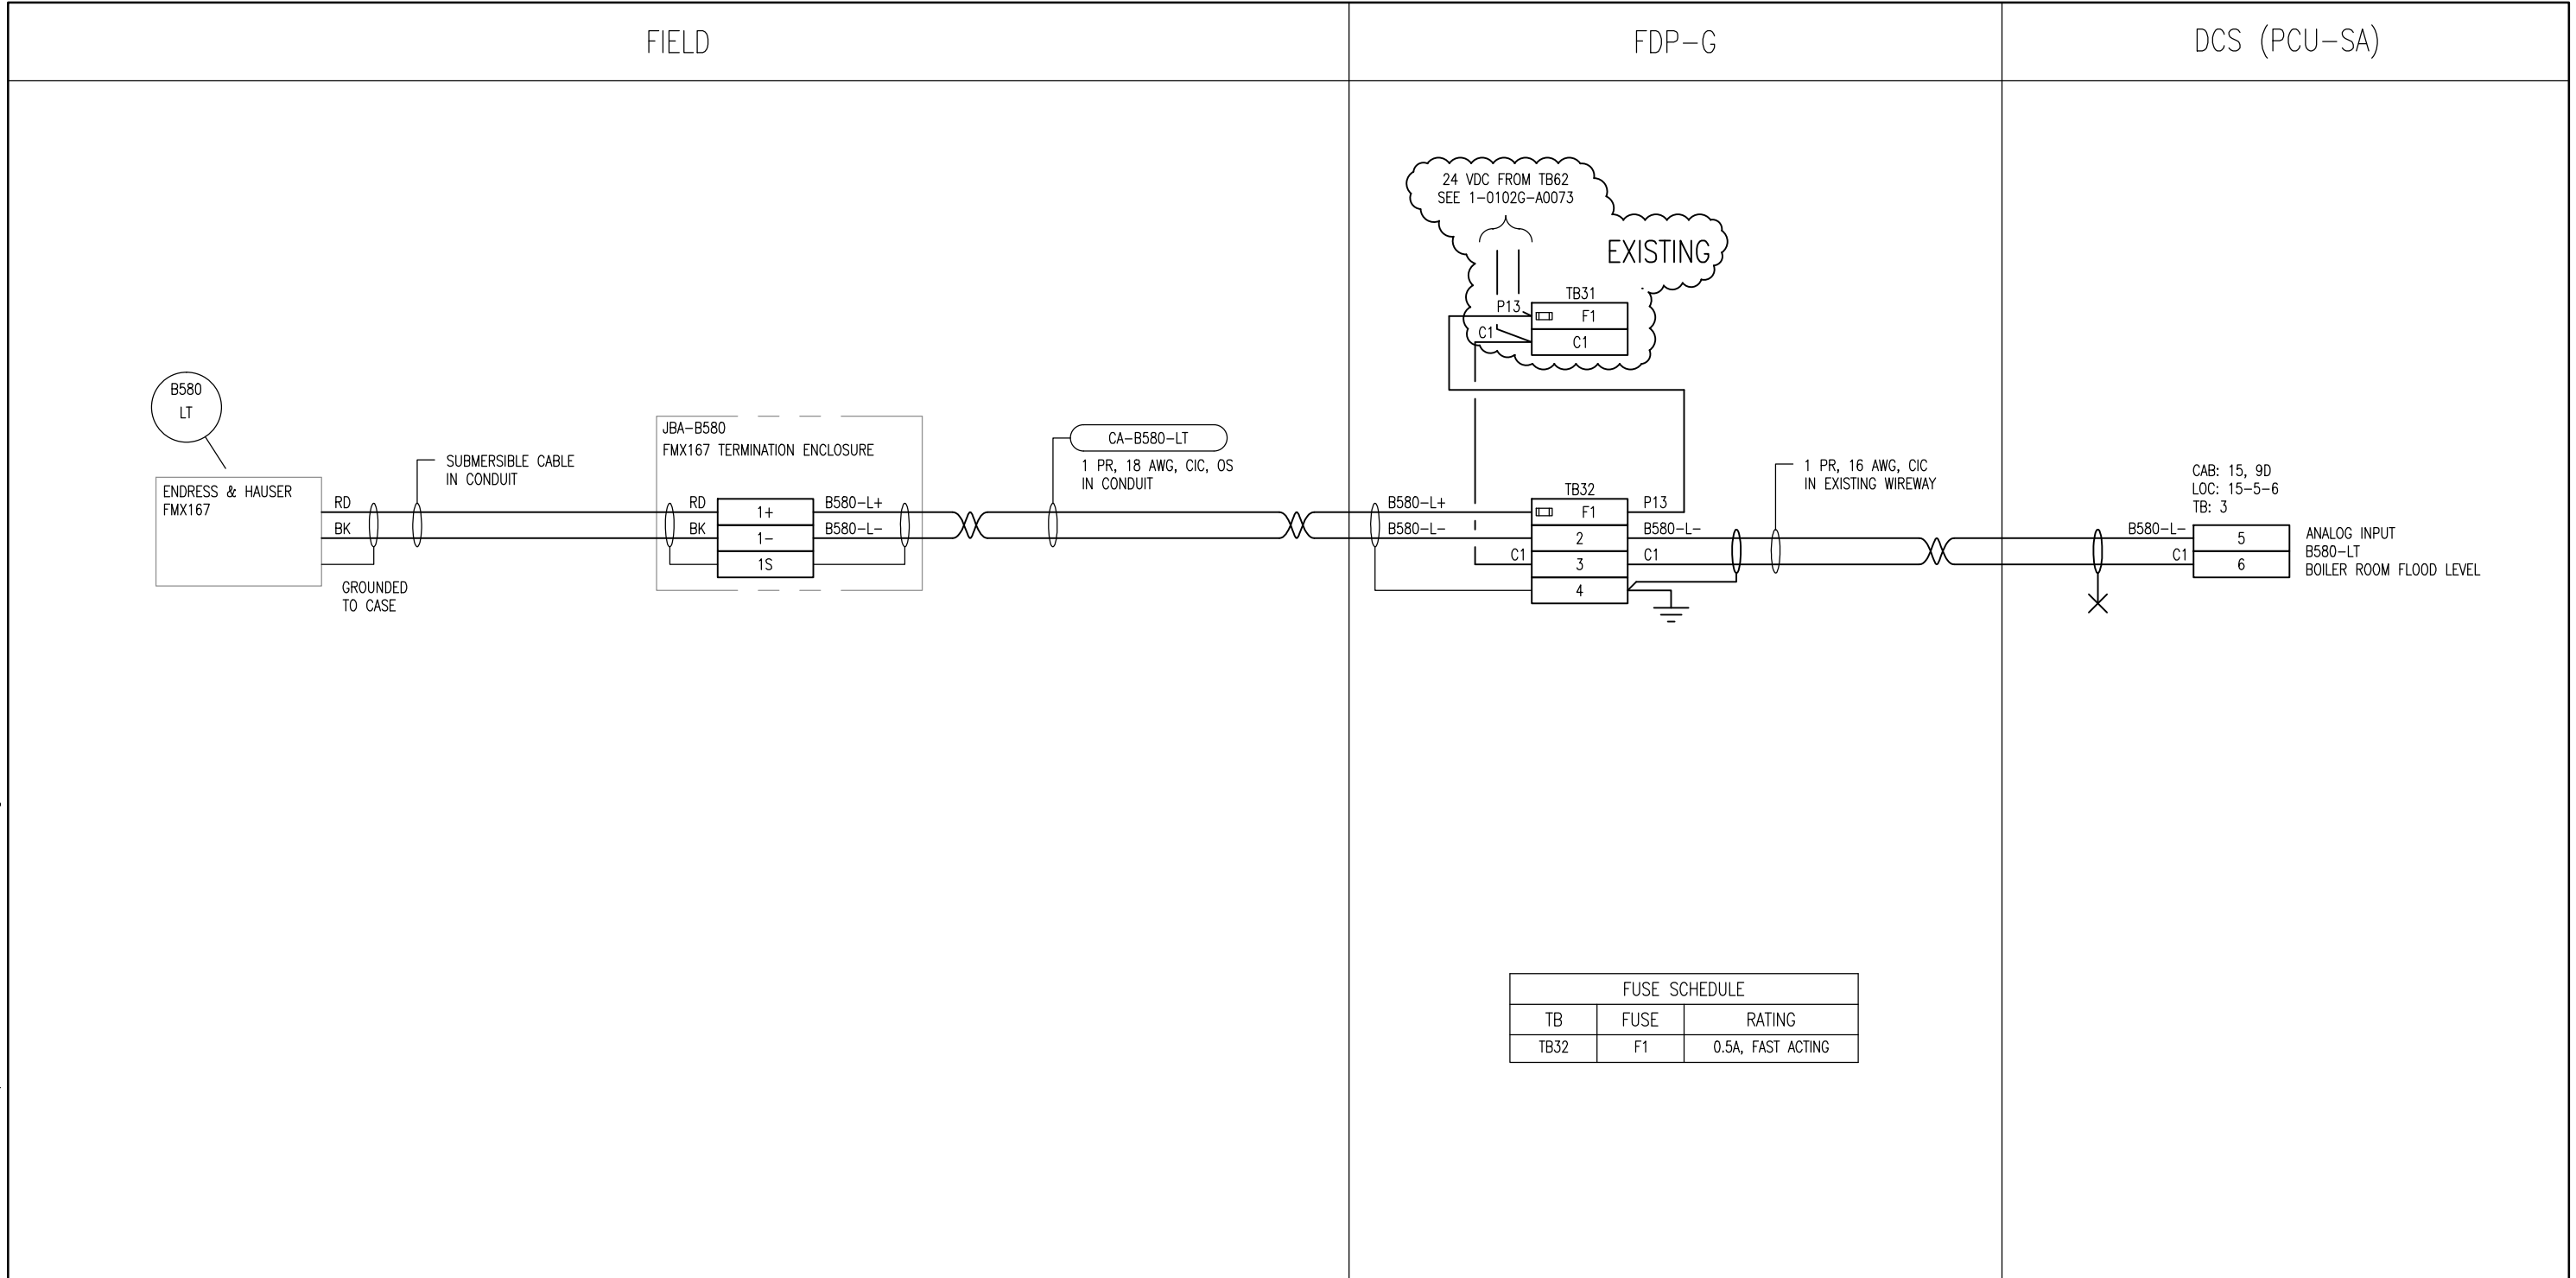 FIELD
FDP-G
DCS (PCU-SA)
24 VDC FROM TB62
SEE 1-0102G-A0073
EXISTING
TB31
P13
F1
C1
C1
B580
LT
ENDRESS & HAUSER
FMX167
RD
BK
GROUNDED
TO CASE
SUBMERSIBLE CABLE
IN CONDUIT
JBA-B580
FMX167 TERMINATION ENCLOSURE
RD
1+
B580-L+
BK
1-
B580-L-
1S
CA-B580-LT
1 PR, 18 AWG, CIC, OS
IN CONDUIT
TB32
B580-L+
F1
P13
B580-L-
2
B580-L-
C1
3
C1
4
1 PR, 16 AWG, CIC
IN EXISTING WIREWAY
CAB: 15, 9D
LOC: 15-5-6
TB: 3
B580-L-
5
C1
6
ANALOG INPUT
B580-LT
BOILER ROOM FLOOD LEVEL
FUSE SCHEDULE
TB FUSE RATING
TB32 F1 0.5A, FAST ACTING